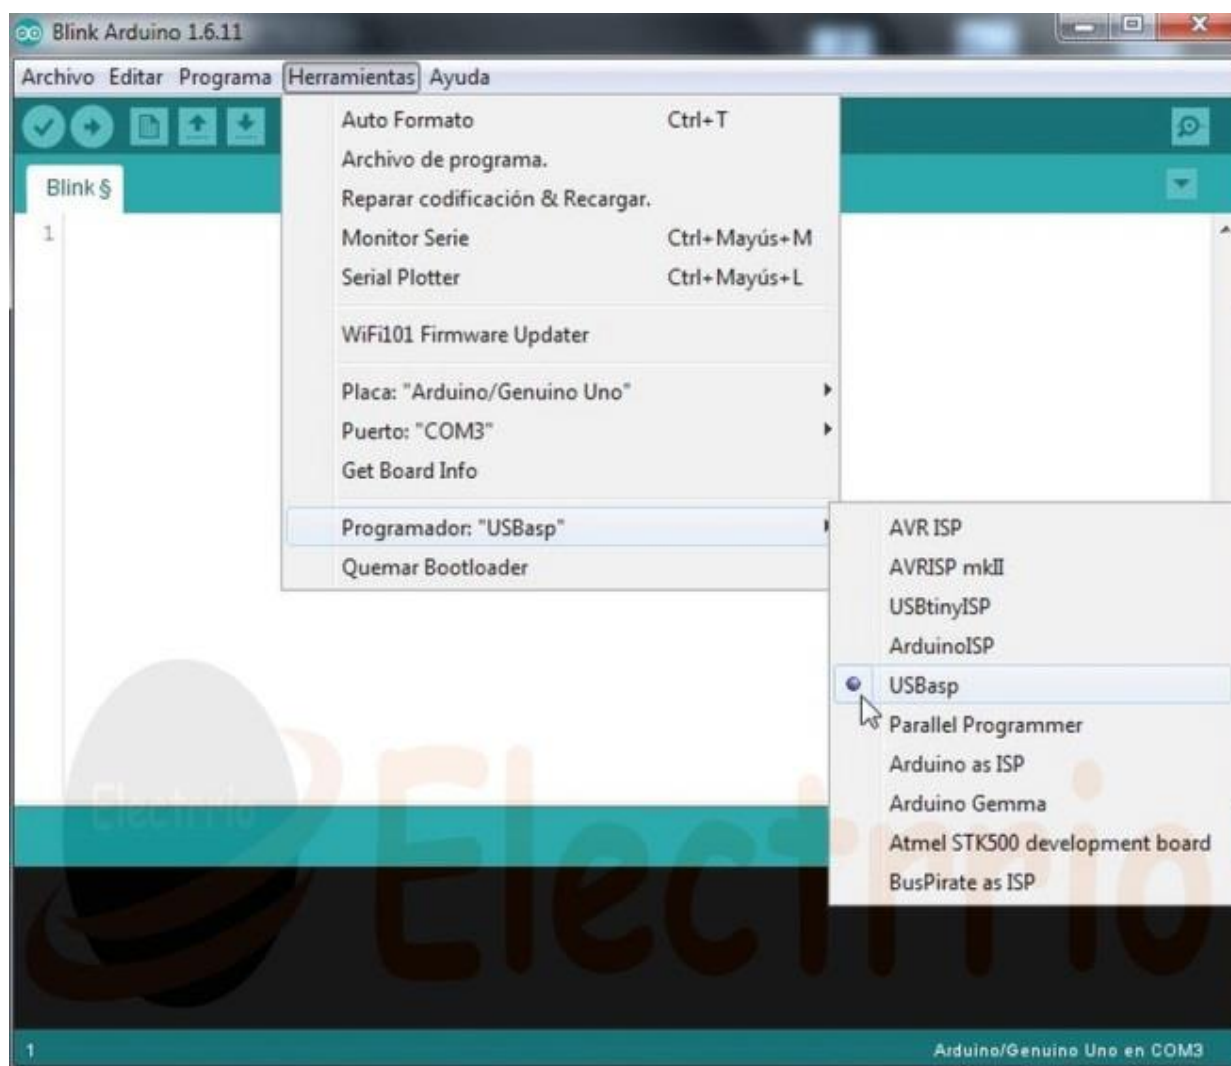 Blink Arduino 1.6.11
Archivo Editar Programa Herramientas Ayuda
Auto Formato Ctrl+T
Archivo de programa.
Reparar codificación & Recargar.
Monitor Serie Ctrl+Mayús+M
Serial Plotter Ctrl+Mayús+L
WiFi101 Firmware Updater
Placa: "Arduino/Genuino Uno"
Puerto: "COM3"
Get Board Info
Programador: "USBasp"
Quemar Bootloader
Blink §
1
AVR ISP
AVRISP mkII
USBtinyISP
ArduinoISP
USBasp
Parallel Programmer
Arduino as ISP
Arduino Gemma
Atmel STK500 development board
BusPirate as ISP
Electrrio
Electrrio
1 Arduino/Genuino Uno en COM3